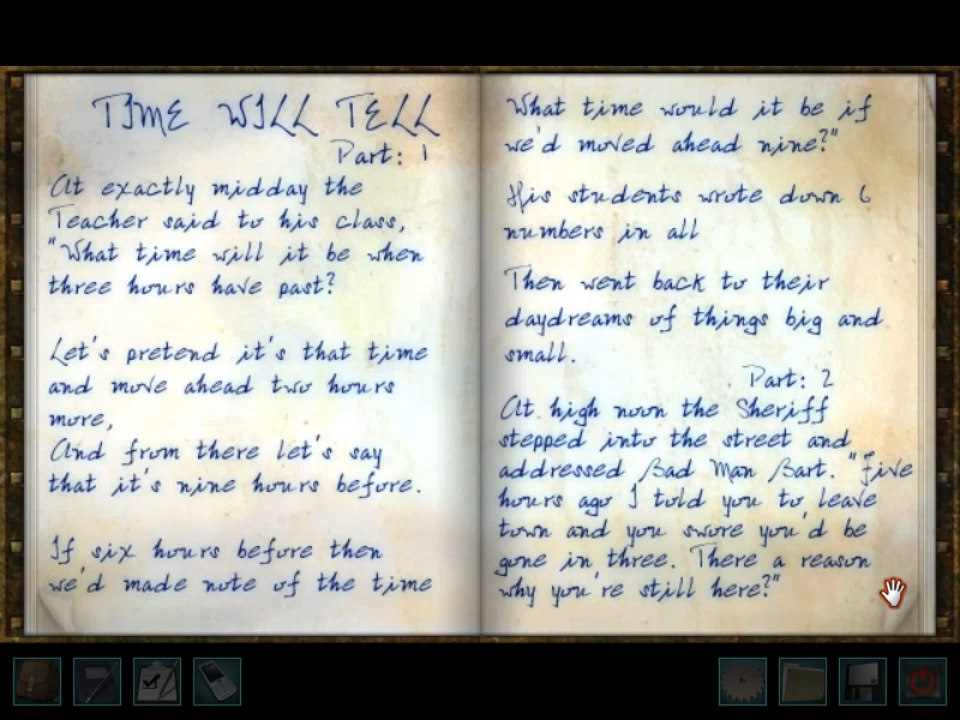 TIME WILL TELL
Part: 1
At exactly midday the
Teacher said to his class,
"What time will it be when
three hours have past?
Let's pretend it's that time
and move ahead two hours
more,
And from there let's say
that it's nine hours before.
If six hours before then
we'd made note of the time
What time would it be if
we'd moved ahead nine?"
His students wrote down 6
numbers in all
Then went back to their
daydreams of things big and
small.
Part: 2
At high noon the Sheriff
stepped into the street and
addressed Bad Man Bart. "Five
hours ago I told you to leave
town and you swore you'd be
gone in three. There a reason
why you're still here?"